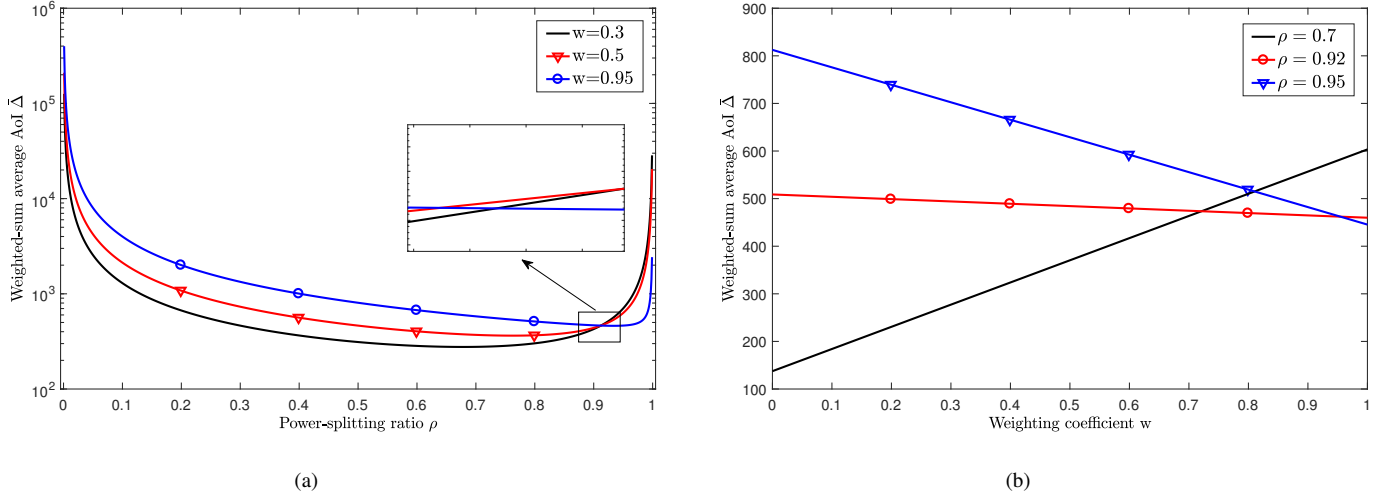 10^6
10^5
10^4
10^3
10^2
Weighted-sum average AoI Δ̄
w=0.3
w=0.5
w=0.95
0 0.1 0.2 0.3 0.4 0.5 0.6 0.7 0.8 0.9 1
Power-splitting ratio ρ
(a)
900
800
700
600
500
400
300
200
100
Weighted-sum average AoI Δ̄
ρ = 0.7
ρ = 0.92
ρ = 0.95
0 0.1 0.2 0.3 0.4 0.5 0.6 0.7 0.8 0.9 1
Weighting coefficient w
(b)